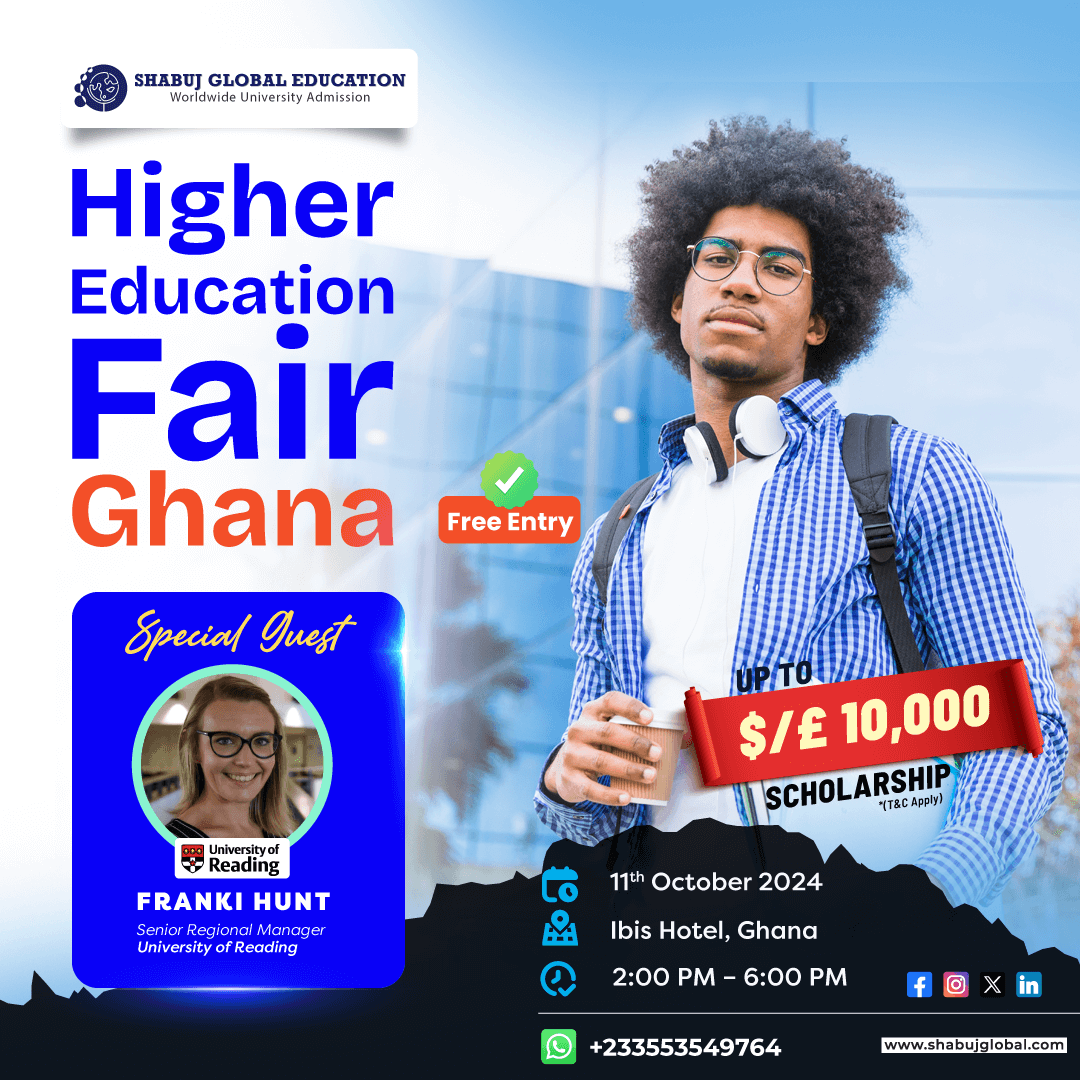 SHABUJ GLOBAL EDUCATION
Worldwide University Admission
Higher
Education
Fair
Ghana
Free Entry
Special Guest
University of
Reading
FRANKI HUNT
Senior Regional Manager
University of Reading
UP TO
$/£ 10,000
SCHOLARSHIP
*(T&C Apply)
11th October 2024
Ibis Hotel, Ghana
2:00 PM – 6:00 PM
+233553549764
www.shabujglobal.com